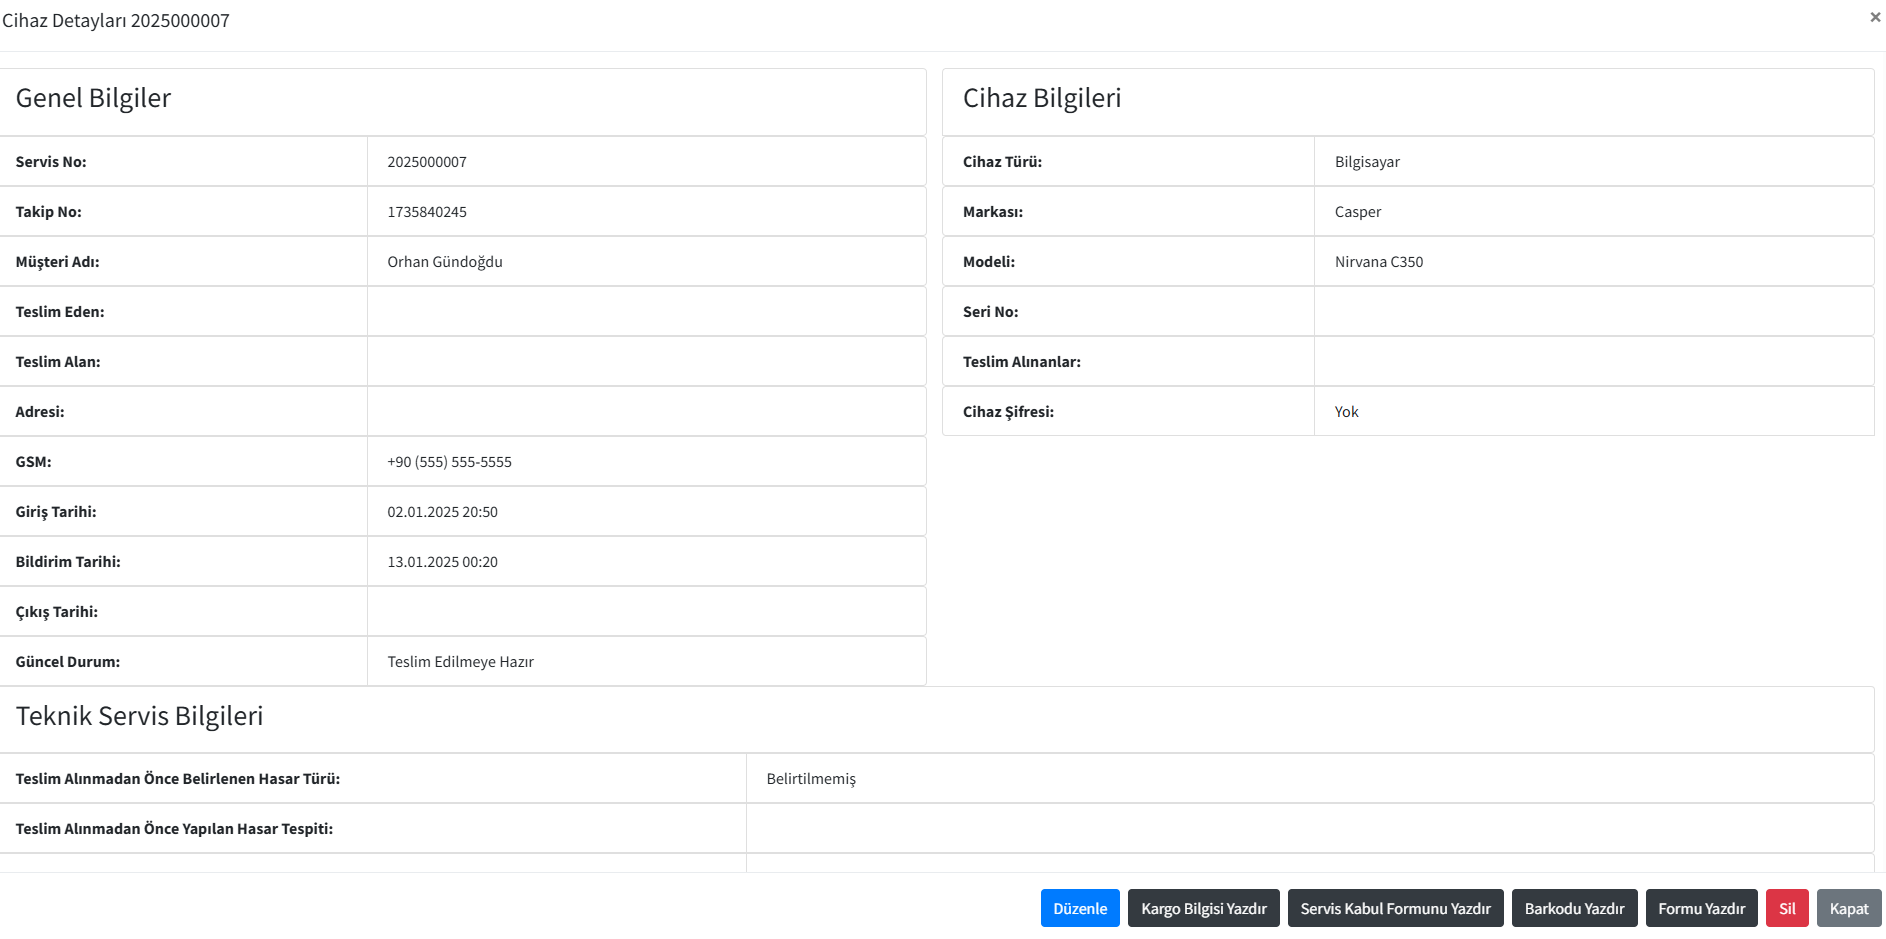 Cihaz Detayları 2025000007
×
Genel Bilgiler
Servis No: 2025000007
Takip No: 1735840245
Müşteri Adı: Orhan Gündoğdu
Teslim Eden:
Teslim Alan:
Adresi:
GSM: +90 (555) 555-5555
Giriş Tarihi: 02.01.2025 20:50
Bildirim Tarihi: 13.01.2025 00:20
Çıkış Tarihi:
Güncel Durum: Teslim Edilmeye Hazır
Cihaz Bilgileri
Cihaz Türü: Bilgisayar
Markası: Casper
Modeli: Nirvana C350
Seri No:
Teslim Alınanlar:
Cihaz Şifresi: Yok
Teknik Servis Bilgileri
Teslim Alınmadan Önce Belirlenen Hasar Türü: Belirtilmemiş
Teslim Alınmadan Önce Yapılan Hasar Tespiti:
Düzenle Kargo Bilgisi Yazdır Servis Kabul Formunu Yazdır Barkodu Yazdır Formu Yazdır Sil Kapat